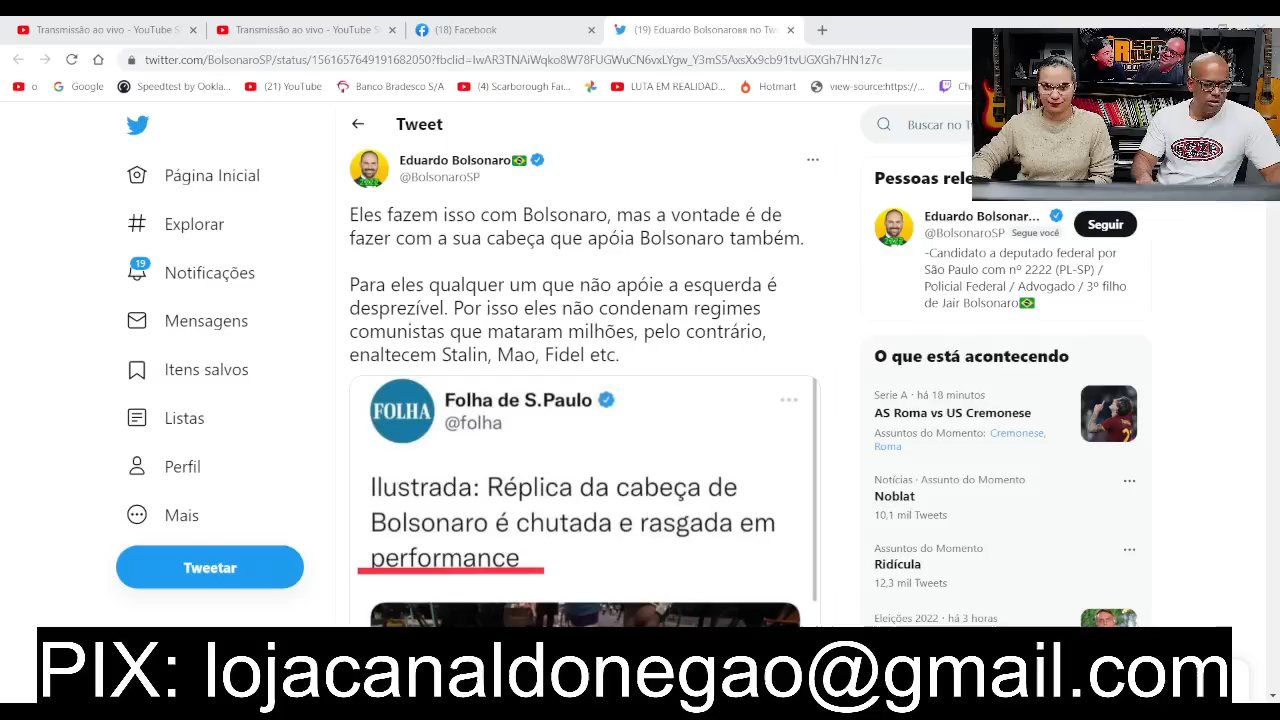 Transmissão ao vivo - YouTube S
Transmissão ao vivo - YouTube S
(18) Facebook
(19) Eduardo Bolsonaro🇧🇷 no Tw
o
Google
Speedtest by Ookla...
(21) YouTube
Banco Bradesco S/A
(4) Scarborough Fai...
LUTA EM REALIDAD...
Hotmart
view-source:https://...
Tweet
Buscar no Tw
Página Inicial
Explorar
19
Notificações
Mensagens
Itens salvos
Listas
Perfil
Mais
Tweetar
Eduardo Bolsonaro🇧🇷
@BolsonaroSP
Eles fazem isso com Bolsonaro, mas a vontade é de
fazer com a sua cabeça que apóia Bolsonaro também.
Para eles qualquer um que não apóie a esquerda é
desprezível. Por isso eles não condenam regimes
comunistas que mataram milhões, pelo contrário,
enaltecem Stalin, Mao, Fidel etc.
FOLHA
Folha de S.Paulo
@folha
Ilustrada: Réplica da cabeça de
Bolsonaro é chutada e rasgada em
performance
Pessoas rele
Eduardo Bolsonar...
@BolsonaroSP Segue você
Seguir
-Candidato a deputado federal por
São Paulo com nº 2222 (PL-SP) /
Policial Federal / Advogado / 3º filho
de Jair Bolsonaro🇧🇷
O que está acontecendo
Serie A · há 18 minutos
AS Roma vs US Cremonese
Assuntos do Momento: Cremonese,
Roma
Notícias · Assunto do Momento
Noblat
10,1 mil Tweets
Assuntos do Momento
Ridícula
12,3 mil Tweets
Eleições 2022 · há 3 horas
PIX: lojacanaldonegao@gmail.com